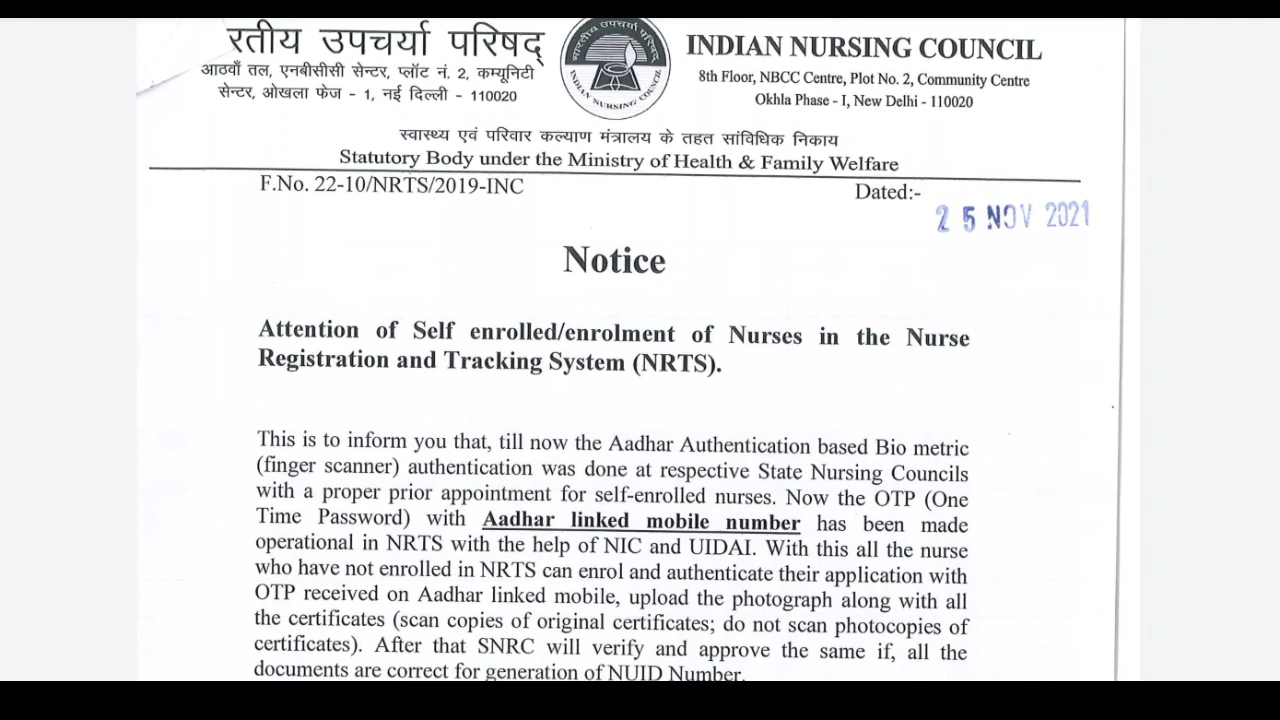 रतीय उपचर्या परिषद्
आठवाँ तल, एनबीसीसी सेन्टर, प्लॉट नं. 2, कम्यूनिटी
सेन्टर, ओखला फेज - 1, नई दिल्ली - 110020
भारतीय उपचर्या परिषद्
INDIAN NURSING COUNCIL
INDIAN NURSING COUNCIL
8th Floor, NBCC Centre, Plot No. 2, Community Centre
Okhla Phase - I, New Delhi - 110020
स्वास्थ्य एवं परिवार कल्याण मंत्रालय के तहत सांविधिक निकाय
Statutory Body under the Ministry of Health & Family Welfare
F.No. 22-10/NRTS/2019-INC
Dated:-
25 NOV 2021
Notice
Attention of Self enrolled/enrolment of Nurses in the Nurse
Registration and Tracking System (NRTS).
This is to inform you that, till now the Aadhar Authentication based Bio metric
(finger scanner) authentication was done at respective State Nursing Councils
with a proper prior appointment for self-enrolled nurses. Now the OTP (One
Time Password) with Aadhar linked mobile number has been made
operational in NRTS with the help of NIC and UIDAI. With this all the nurse
who have not enrolled in NRTS can enrol and authenticate their application with
OTP received on Aadhar linked mobile, upload the photograph along with all
the certificates (scan copies of original certificates; do not scan photocopies of
certificates). After that SNRC will verify and approve the same if, all the
documents are correct for generation of NUID Number.